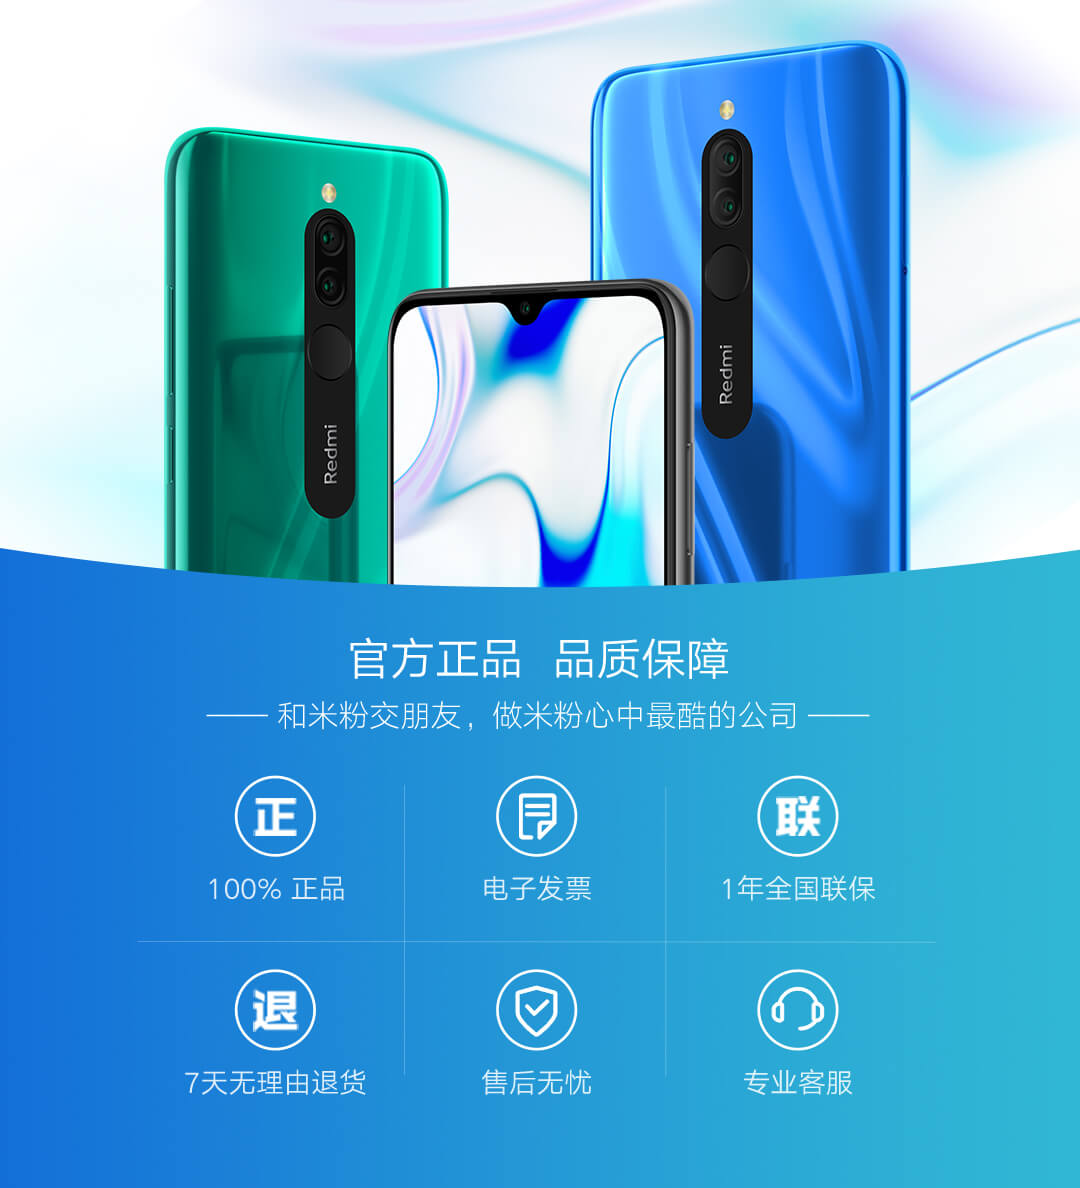 Redmi
Redmi
官方正品 品质保障
和米粉交朋友，做米粉心中最酷的公司
正
联
100% 正品
电子发票
1年全国联保
退
7天无理由退货
售后无忧
专业客服